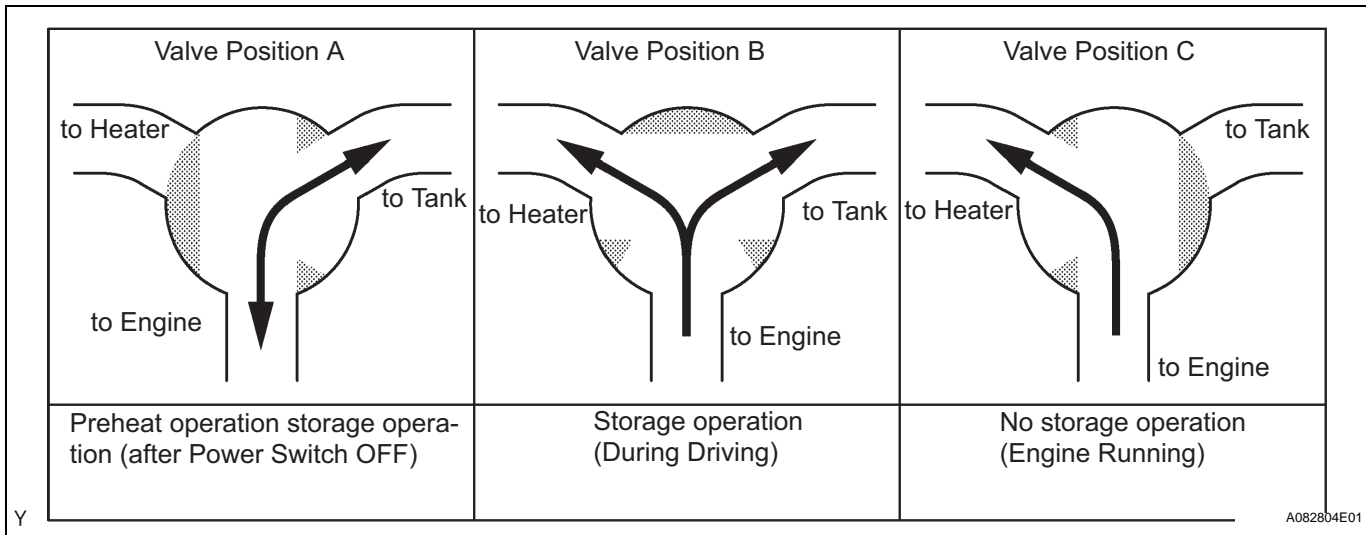 Valve Position A
to Heater
to Tank
to Engine
Preheat operation storage opera-
tion (after Power Switch OFF)
Valve Position B
to Heater
to Tank
to Engine
Storage operation
(During Driving)
Valve Position C
to Tank
to Heater
to Engine
No storage operation
(Engine Running)
Y
A082804E01